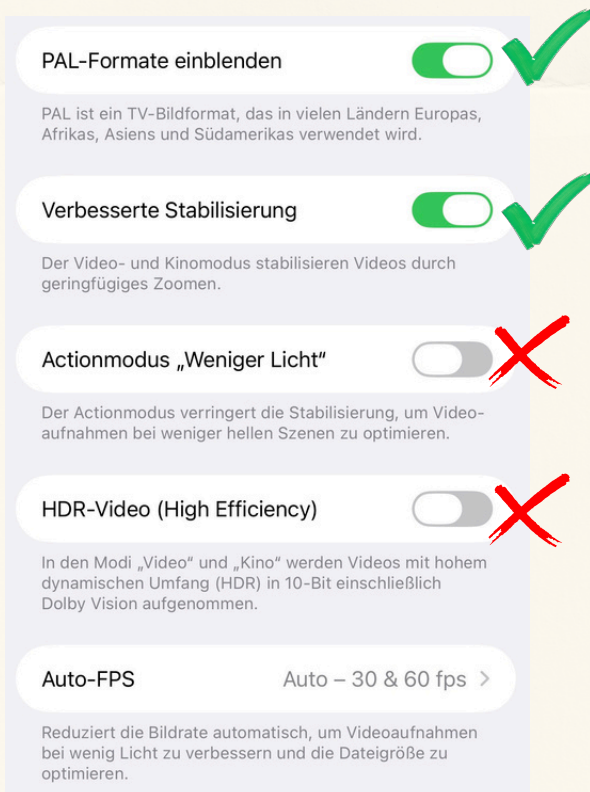 PAL-Formate einblenden
PAL ist ein TV-Bildformat, das in vielen Ländern Europas,
Afrikas, Asiens und Südamerikas verwendet wird.
Verbesserte Stabilisierung
Der Video- und Kinomodus stabilisieren Videos durch
geringfügiges Zoomen.
Actionmodus „Weniger Licht“
Der Actionmodus verringert die Stabilisierung, um Video-
aufnahmen bei weniger hellen Szenen zu optimieren.
HDR-Video (High Efficiency)
In den Modi „Video“ und „Kino“ werden Videos mit hohem
dynamischen Umfang (HDR) in 10-Bit einschließlich
Dolby Vision aufgenommen.
Auto-FPS Auto – 30 & 60 fps >
Reduziert die Bildrate automatisch, um Videoaufnahmen
bei wenig Licht zu verbessern und die Dateigröße zu
optimieren.